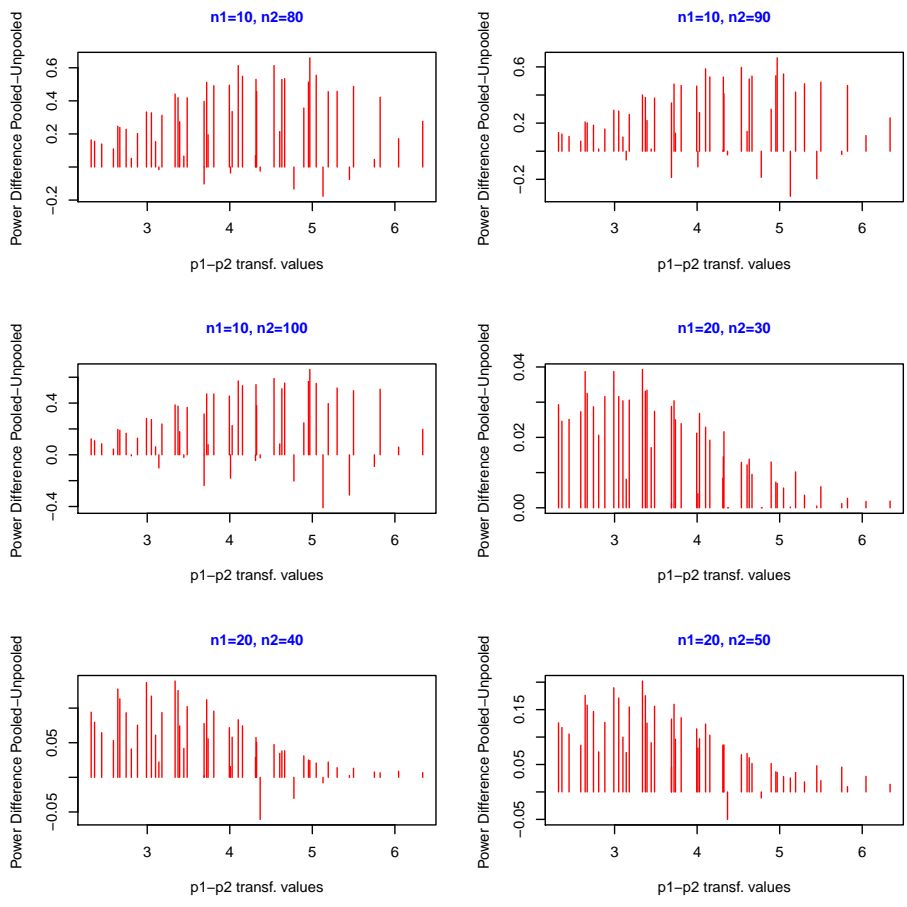 n1=10, n2=80
Power Difference Pooled−Unpooled
−0.2 0.2 0.4 0.6
3 4 5 6
p1−p2 transf. values
n1=10, n2=90
Power Difference Pooled−Unpooled
−0.2 0.2 0.6
3 4 5 6
p1−p2 transf. values
n1=10, n2=100
Power Difference Pooled−Unpooled
−0.4 0.0 0.4
3 4 5 6
p1−p2 transf. values
n1=20, n2=30
Power Difference Pooled−Unpooled
0.00 0.02 0.04
3 4 5 6
p1−p2 transf. values
n1=20, n2=40
Power Difference Pooled−Unpooled
−0.05 0.05
3 4 5 6
p1−p2 transf. values
n1=20, n2=50
Power Difference Pooled−Unpooled
−0.05 0.05 0.15
3 4 5 6
p1−p2 transf. values